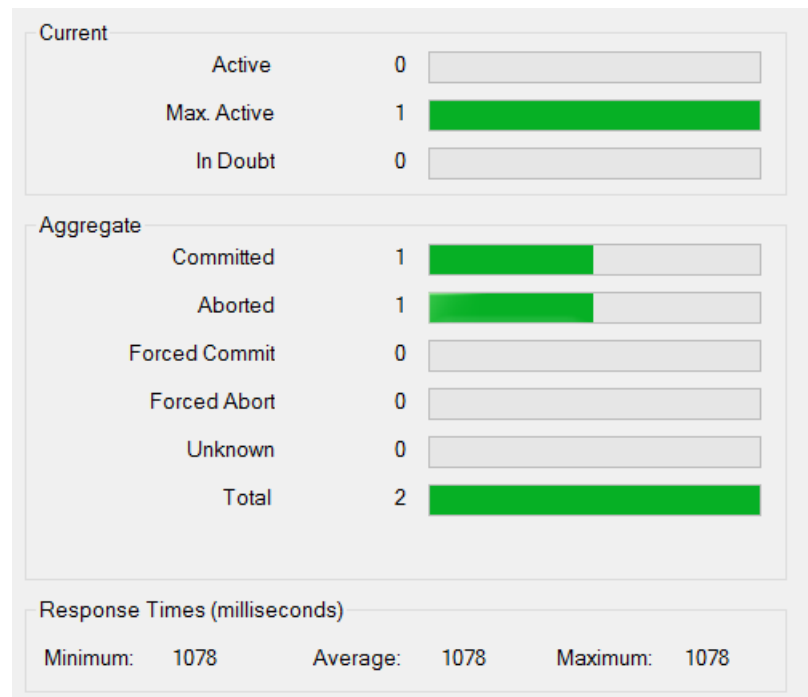 Current
Active 0
Max. Active 1
In Doubt 0
Aggregate
Committed 1
Aborted 1
Forced Commit 0
Forced Abort 0
Unknown 0
Total 2
Response Times (milliseconds)
Minimum: 1078 Average: 1078 Maximum: 1078